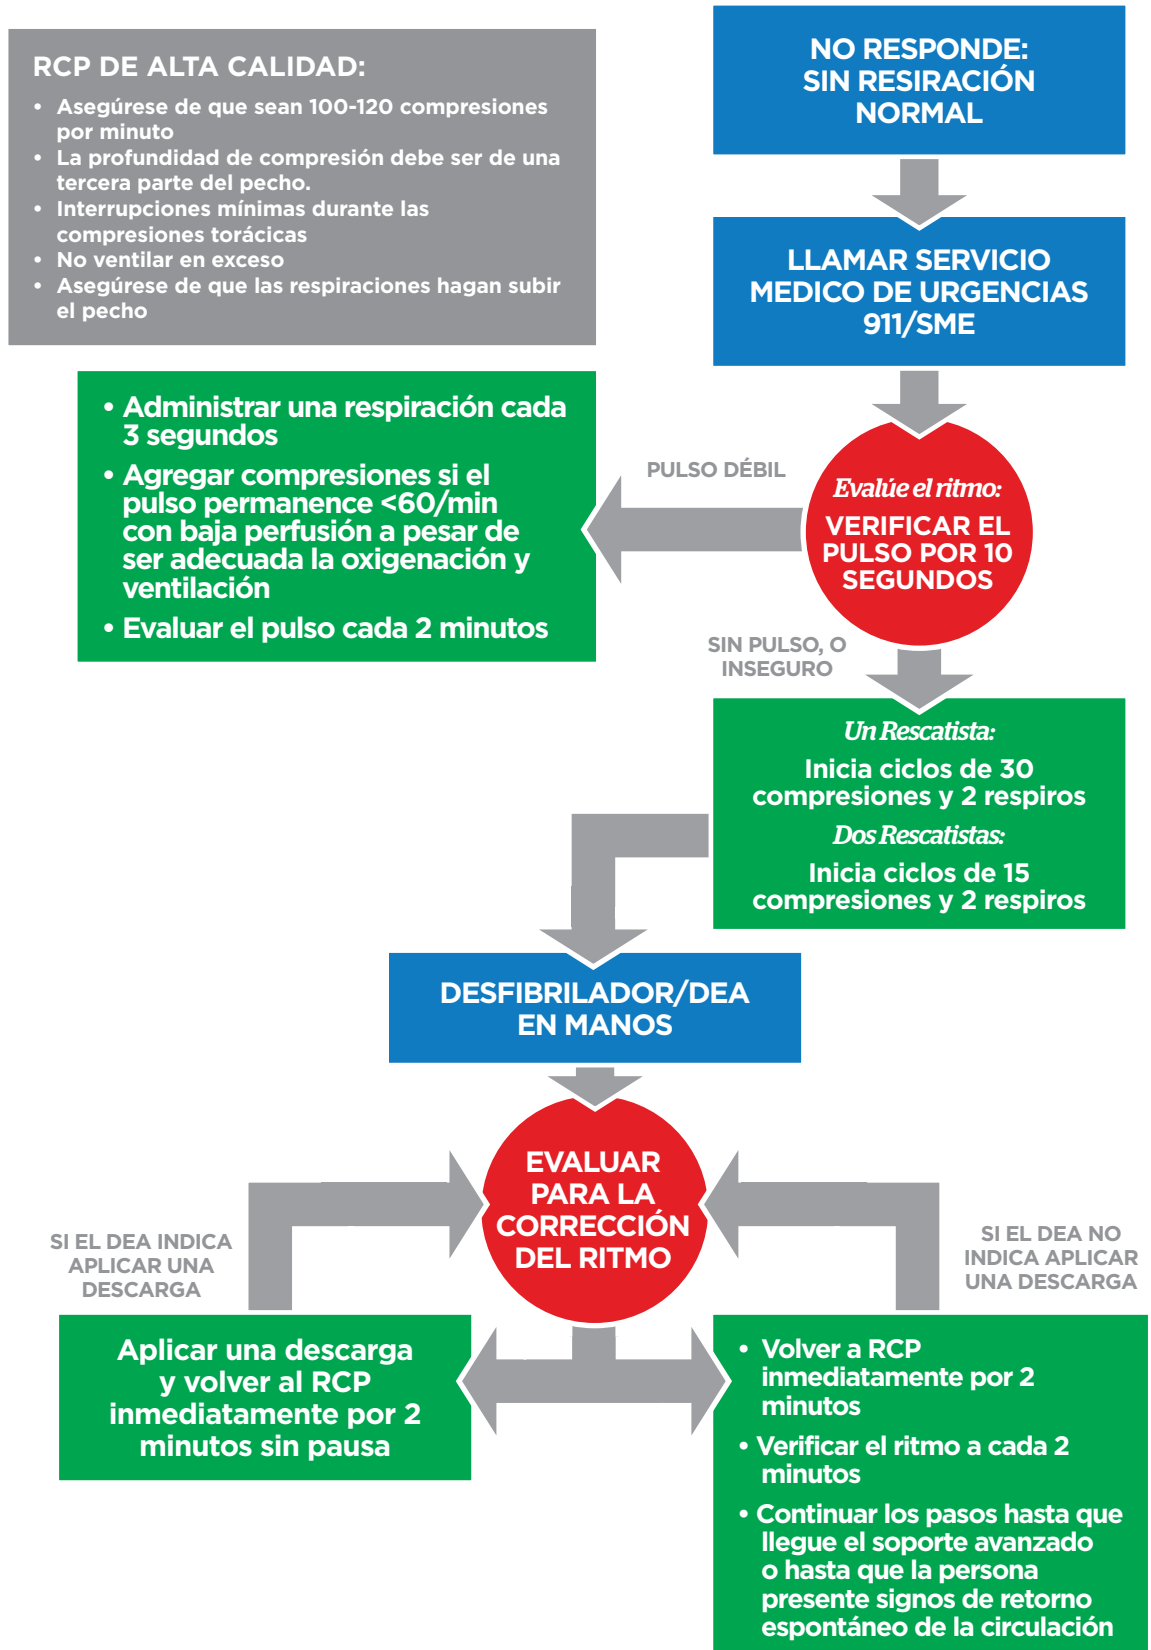 RCP DE ALTA CALIDAD:
• Asegúrese de que sean 100-120 compresiones
por minuto
• La profundidad de compresión debe ser de una
tercera parte del pecho.
• Interrupciones mínimas durante las
compresiones torácicas
• No ventilar en exceso
• Asegúrese de que las respiraciones hagan subir
el pecho
NO RESPONDE:
SIN RESIRACIÓN
NORMAL
LLAMAR SERVICIO
MEDICO DE URGENCIAS
911/SME
Evalúe el ritmo:
VERIFICAR EL
PULSO POR 10
SEGUNDOS
PULSO DÉBIL
• Administrar una respiración cada
3 segundos
• Agregar compresiones si el
pulso permanence <60/min
con baja perfusión a pesar de
ser adecuada la oxigenación y
ventilación
• Evaluar el pulso cada 2 minutos
SIN PULSO, O
INSEGURO
Un Rescatista:
Inicia ciclos de 30
compresiones y 2 respiros
Dos Rescatistas:
Inicia ciclos de 15
compresiones y 2 respiros
DESFIBRILADOR/DEA
EN MANOS
EVALUAR
PARA LA
CORRECCIÓN
DEL RITMO
SI EL DEA INDICA
APLICAR UNA
DESCARGA
Aplicar una descarga
y volver al RCP
inmediatamente por 2
minutos sin pausa
SI EL DEA NO
INDICA APLICAR
UNA DESCARGA
• Volver a RCP
inmediatamente por 2
minutos
• Verificar el ritmo a cada 2
minutos
• Continuar los pasos hasta que
llegue el soporte avanzado
o hasta que la persona
presente signos de retorno
espontáneo de la circulación